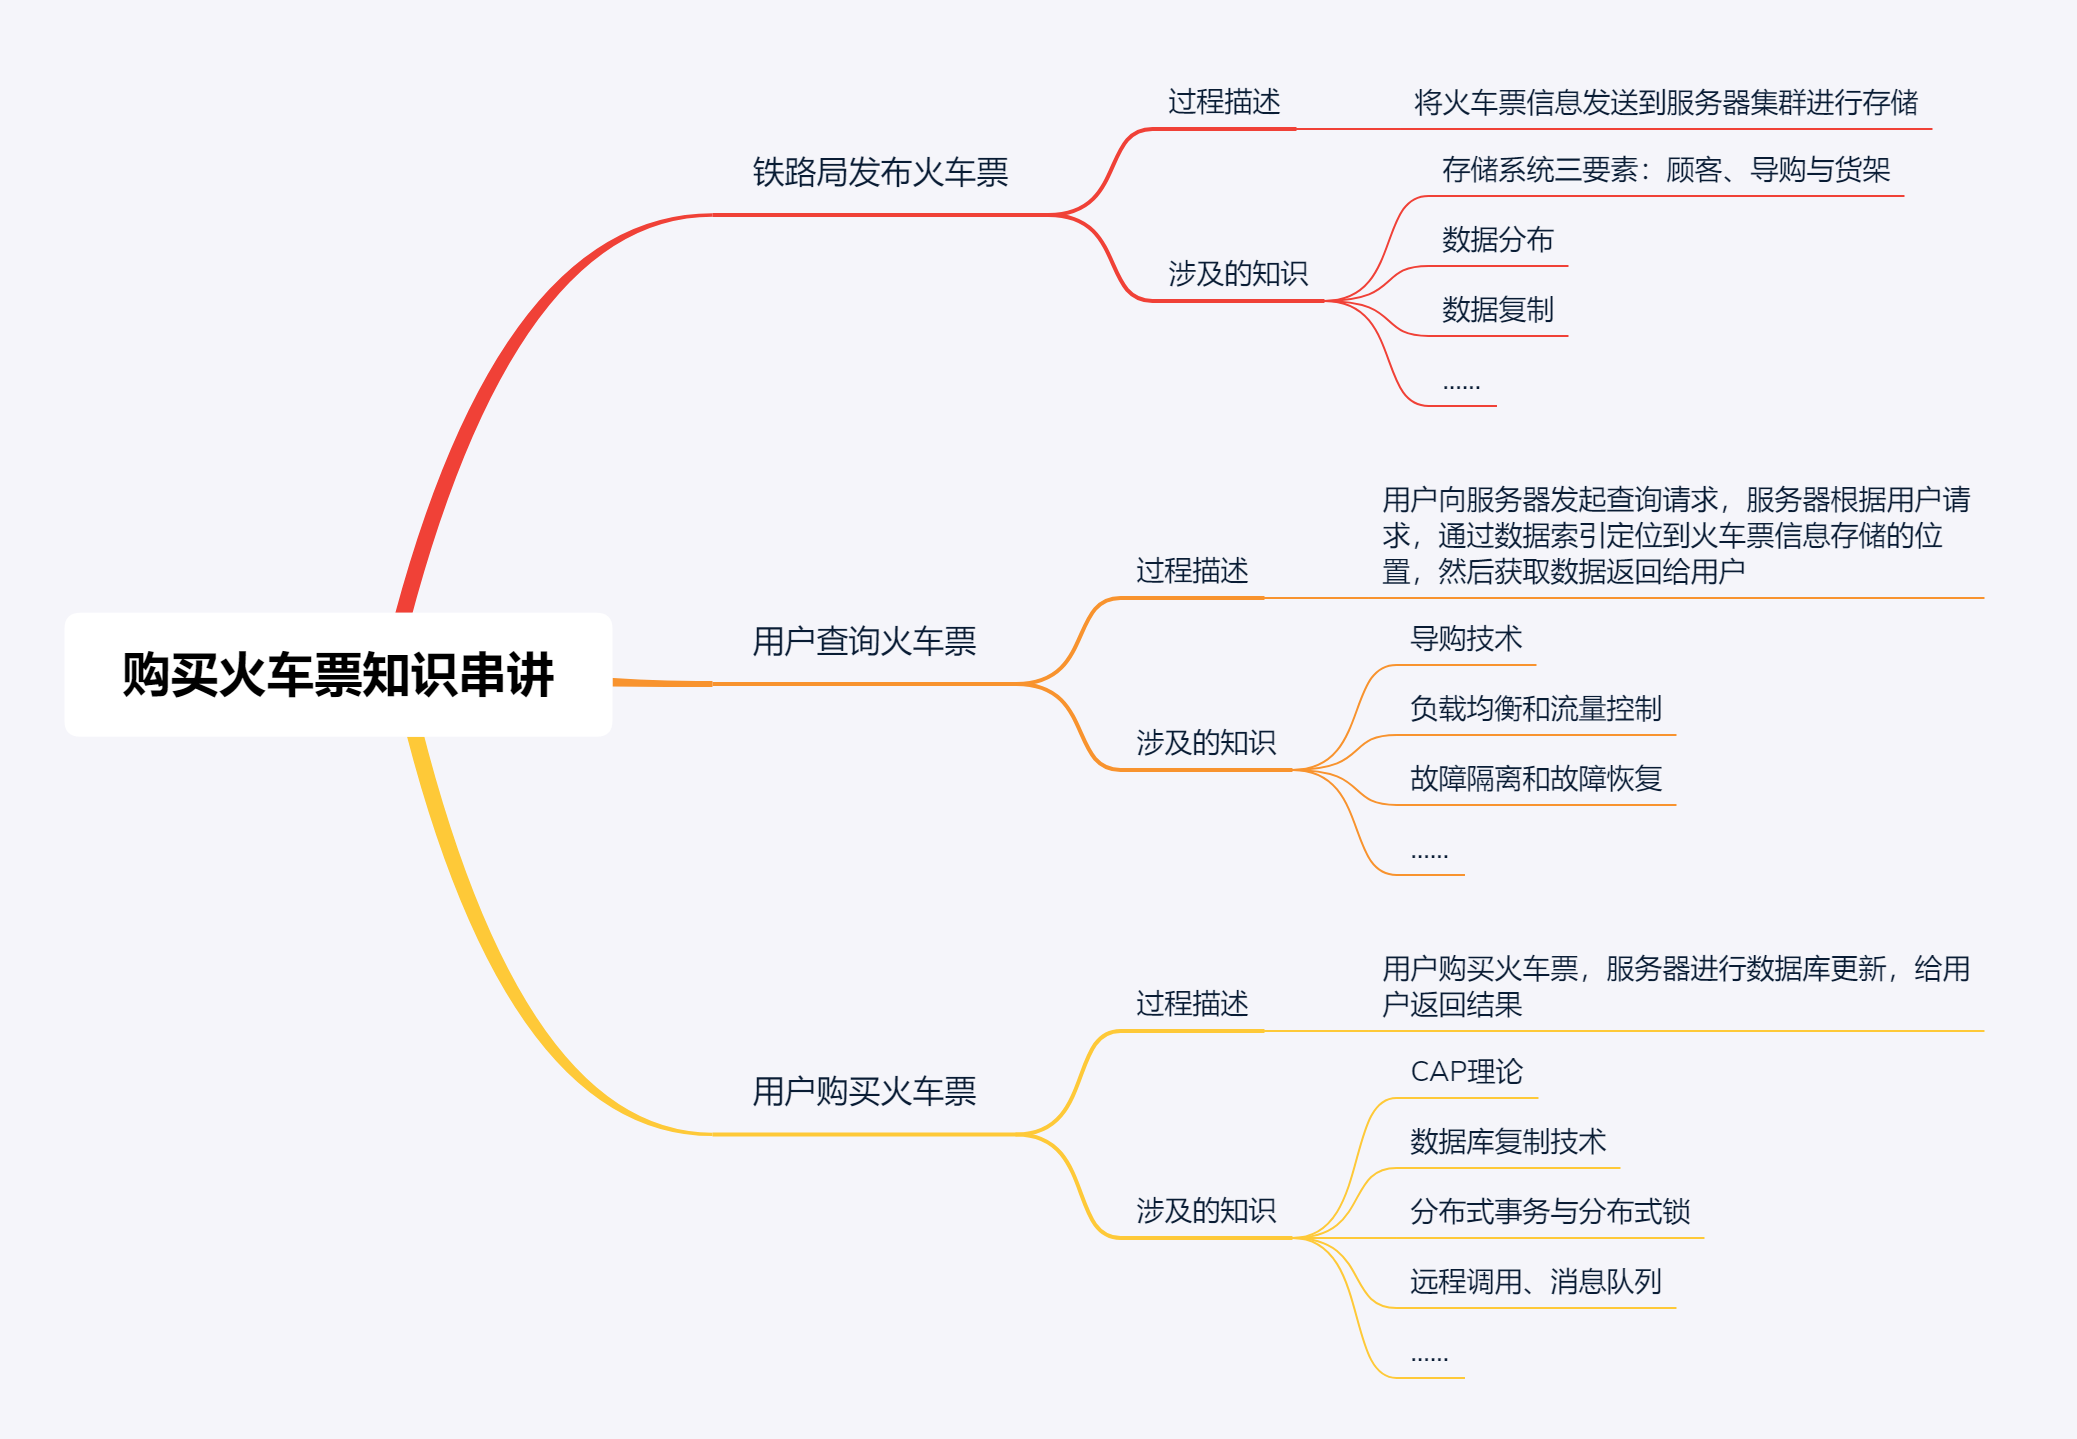 购买火车票知识串讲
铁路局发布火车票
过程描述
将火车票信息发送到服务器集群进行存储
涉及的知识
存储系统三要素：顾客、导购与货架
数据分布
数据复制
......
用户查询火车票
过程描述
用户向服务器发起查询请求，服务器根据用户请
求，通过数据索引定位到火车票信息存储的位
置，然后获取数据返回给用户
涉及的知识
导购技术
负载均衡和流量控制
故障隔离和故障恢复
......
用户购买火车票
过程描述
用户购买火车票，服务器进行数据库更新，给用
户返回结果
涉及的知识
CAP理论
数据库复制技术
分布式事务与分布式锁
远程调用、消息队列
......